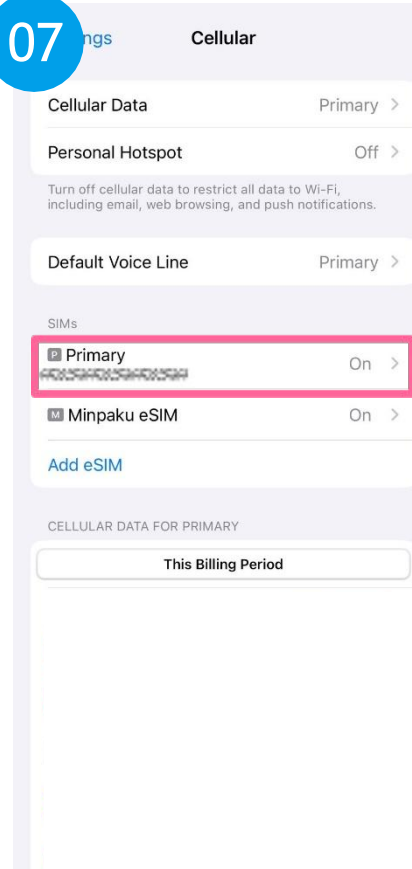 07
ngs
Cellular
Cellular Data Primary >
Personal Hotspot Off >
Turn off cellular data to restrict all data to Wi-Fi,
including email, web browsing, and push notifications.
Default Voice Line Primary >
SIMs
P Primary On >
M Minpaku eSIM On >
Add eSIM
CELLULAR DATA FOR PRIMARY
This Billing Period